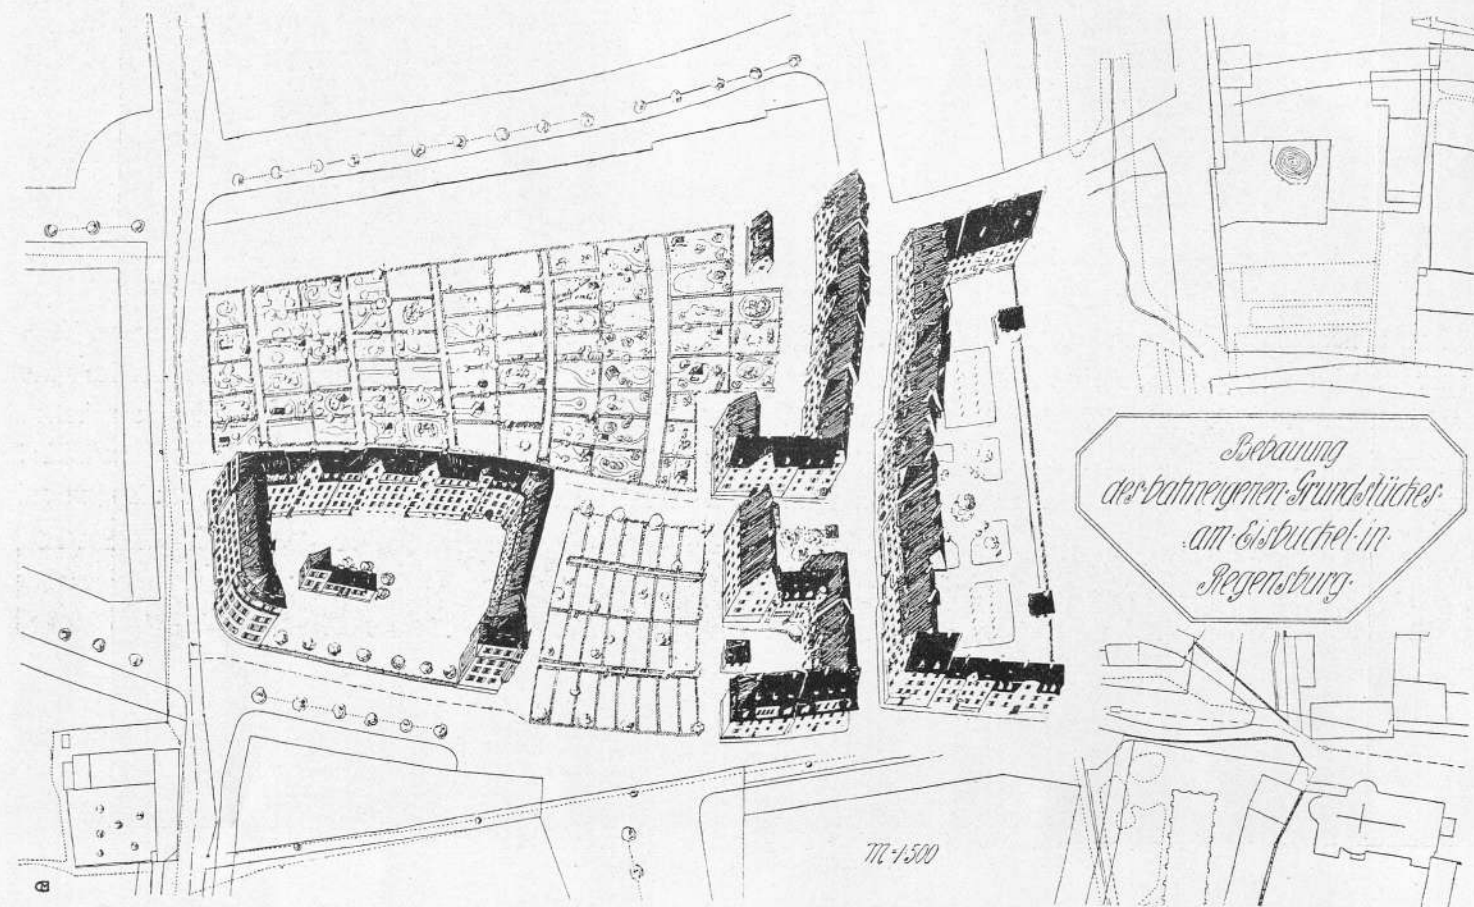 Bebauung
des·bahneigenen·Grundstückes·
·am·Eisbuckel·in·
Regensburg·
M=1:500